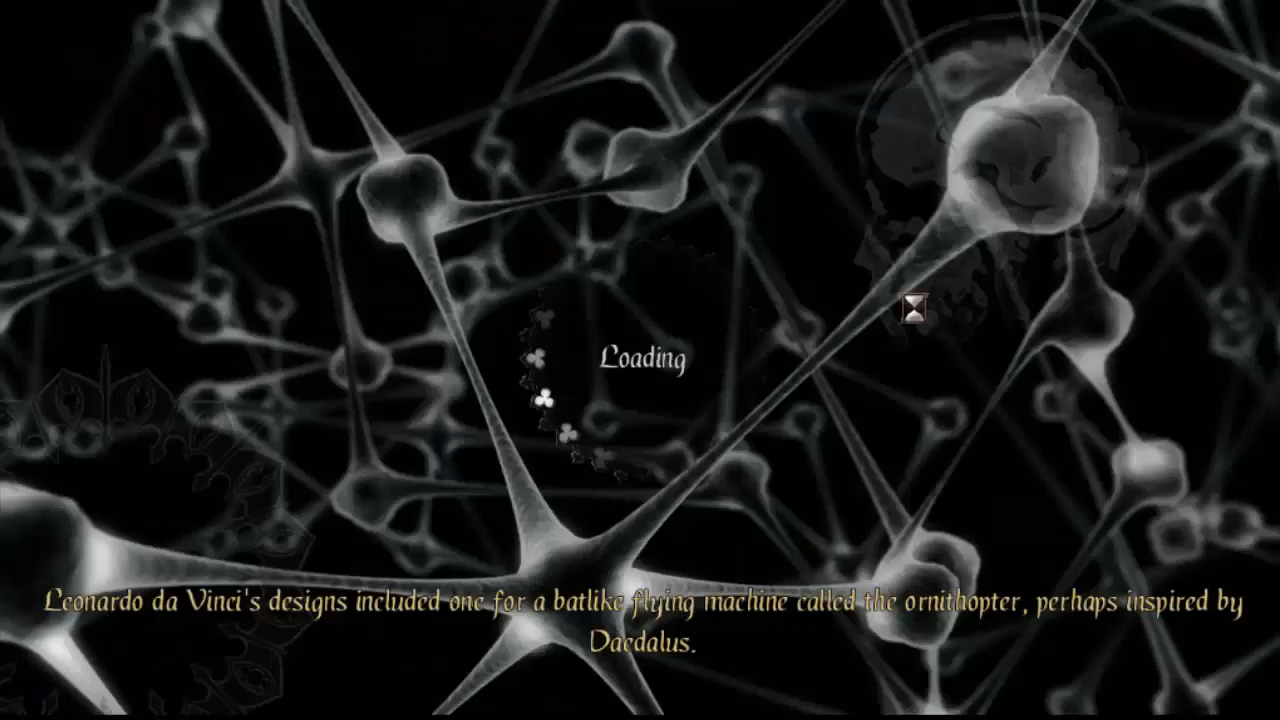 Loading
Leonardo da Vinci's designs included one for a batlike flying machine called the ornithopter, perhaps inspired by
Daedalus.